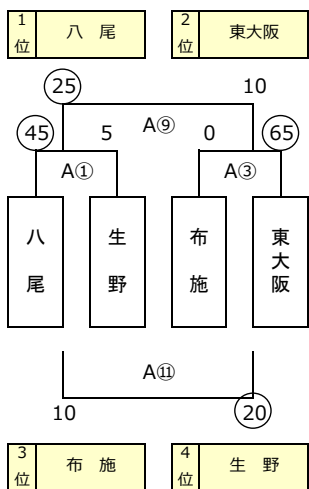 1位 八尾 2位 東大阪
25 10
A⑨
45 5 0 65
A① A③
八尾 生野 布施 東大阪
A⑪
10 20
3位 布施 4位 生野